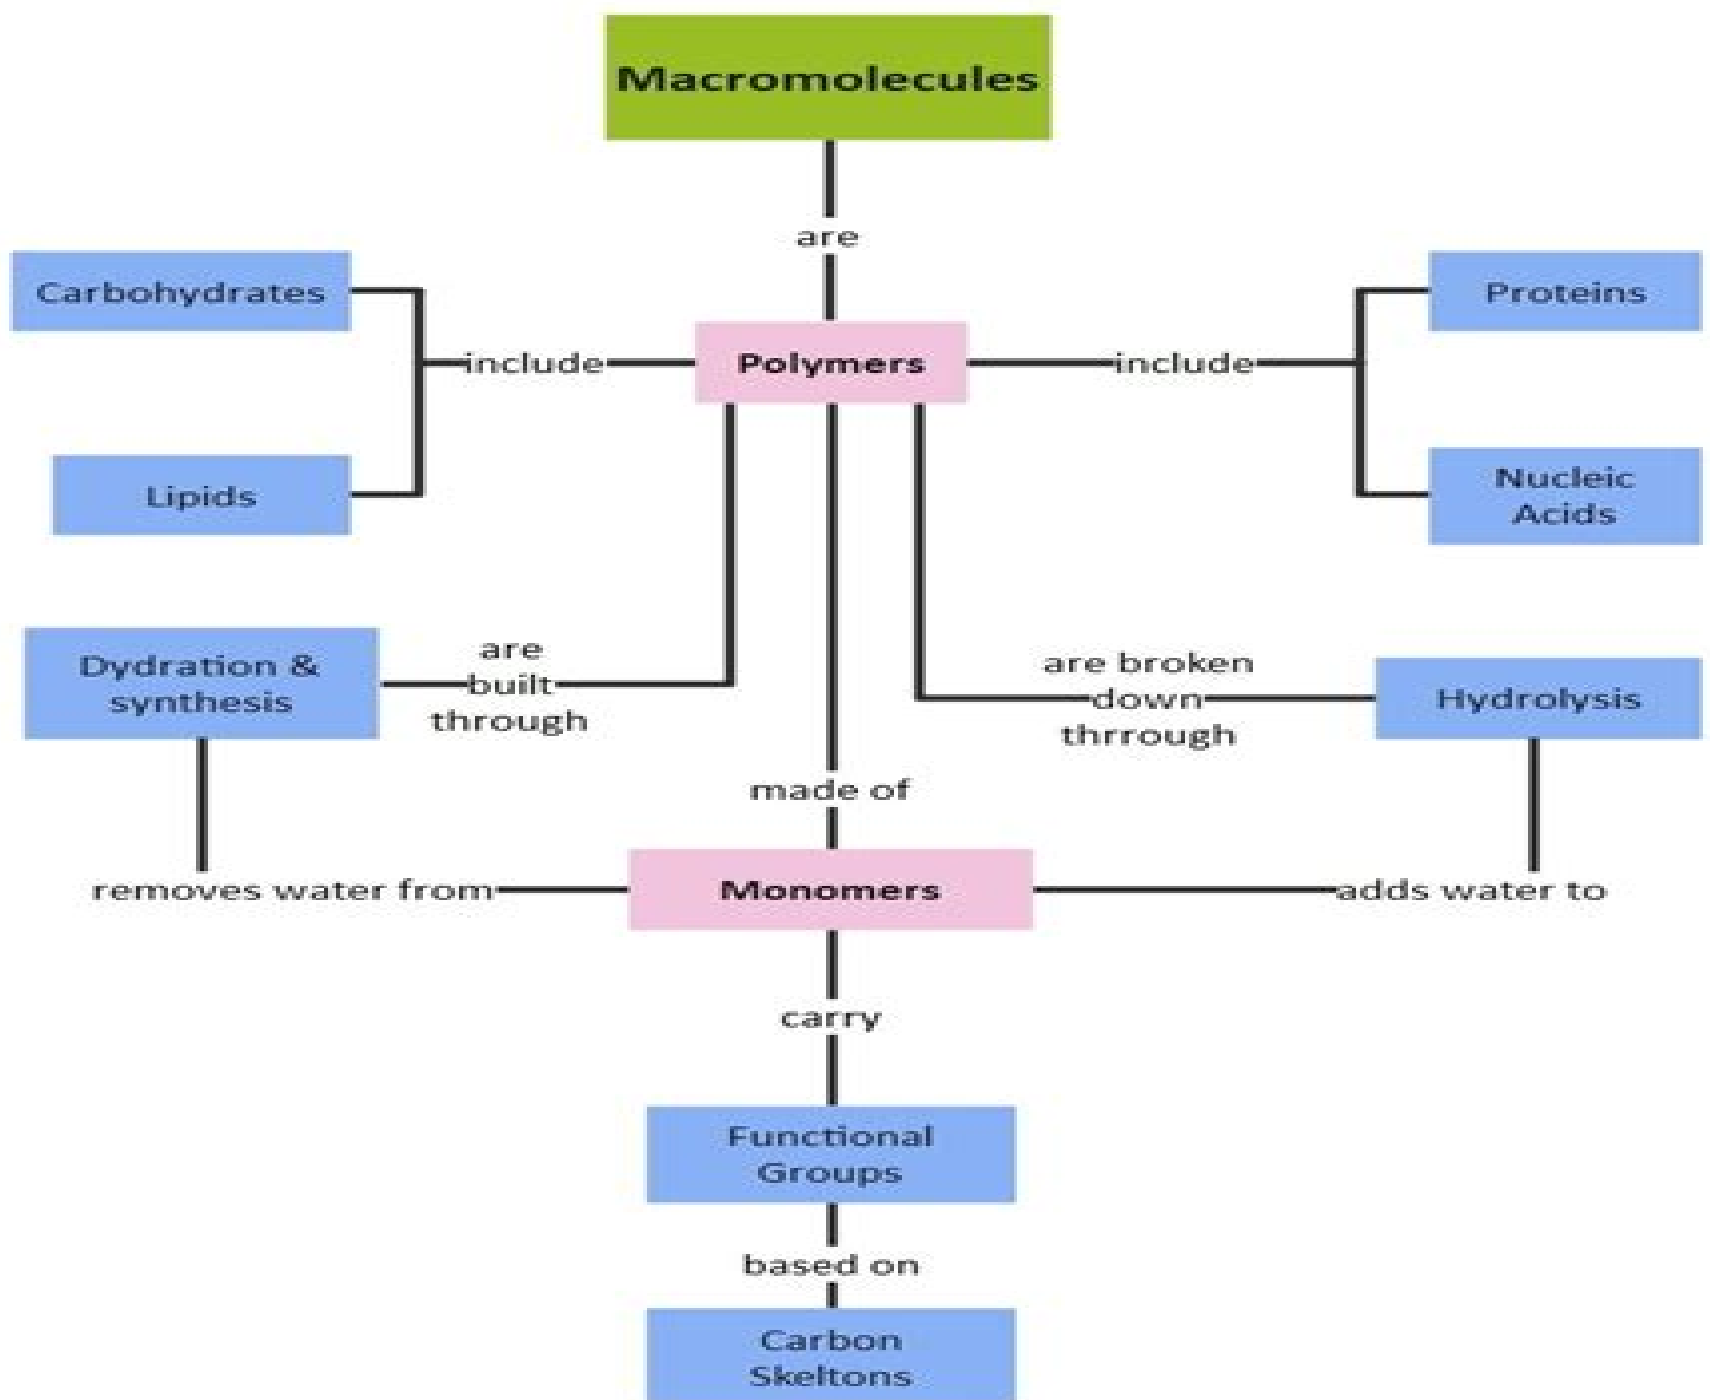 Macromolecules
are
Carbohydrates
Proteins
include
Polymers
include
Lipids
Nucleic
Acids
Dydration &
synthesis
are
built
through
are broken
down
thrrough
Hydrolysis
made of
removes water from
Monomers
adds water to
carry
Functional
Groups
based on
Carbon
Skeltons